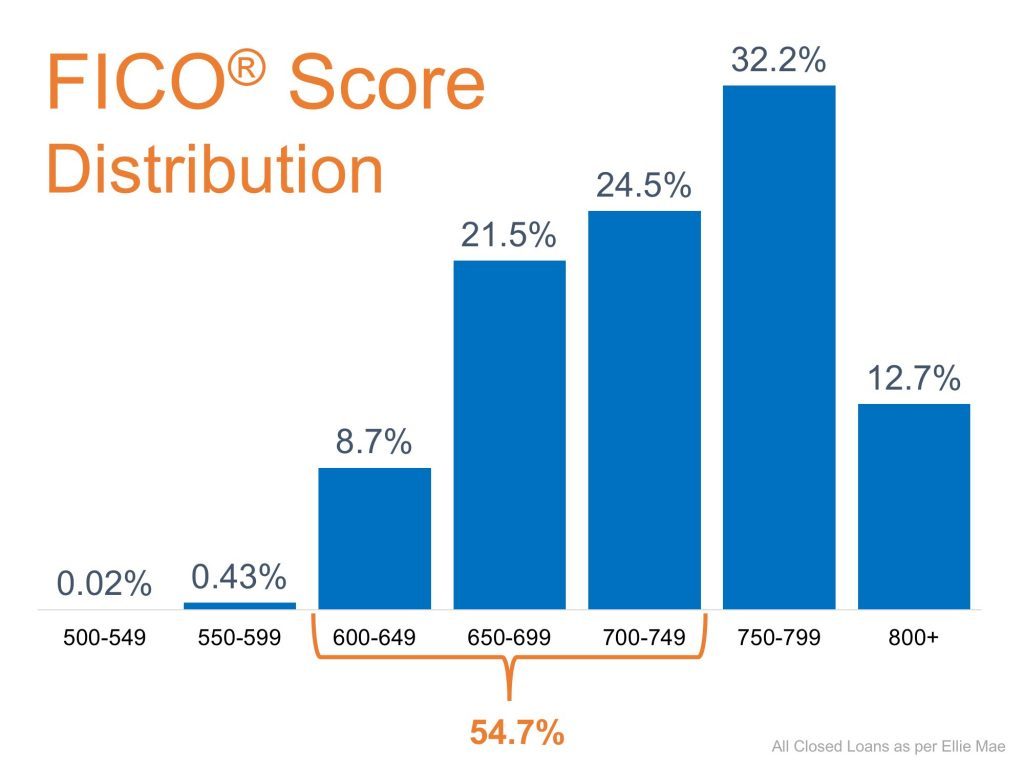 FICO® Score
Distribution
32.2%
24.5%
21.5%
12.7%
8.7%
0.43%
0.02%
500-549 550-599 600-649 650-699 700-749 750-799 800+
54.7%
All Closed Loans as per Ellie Mae